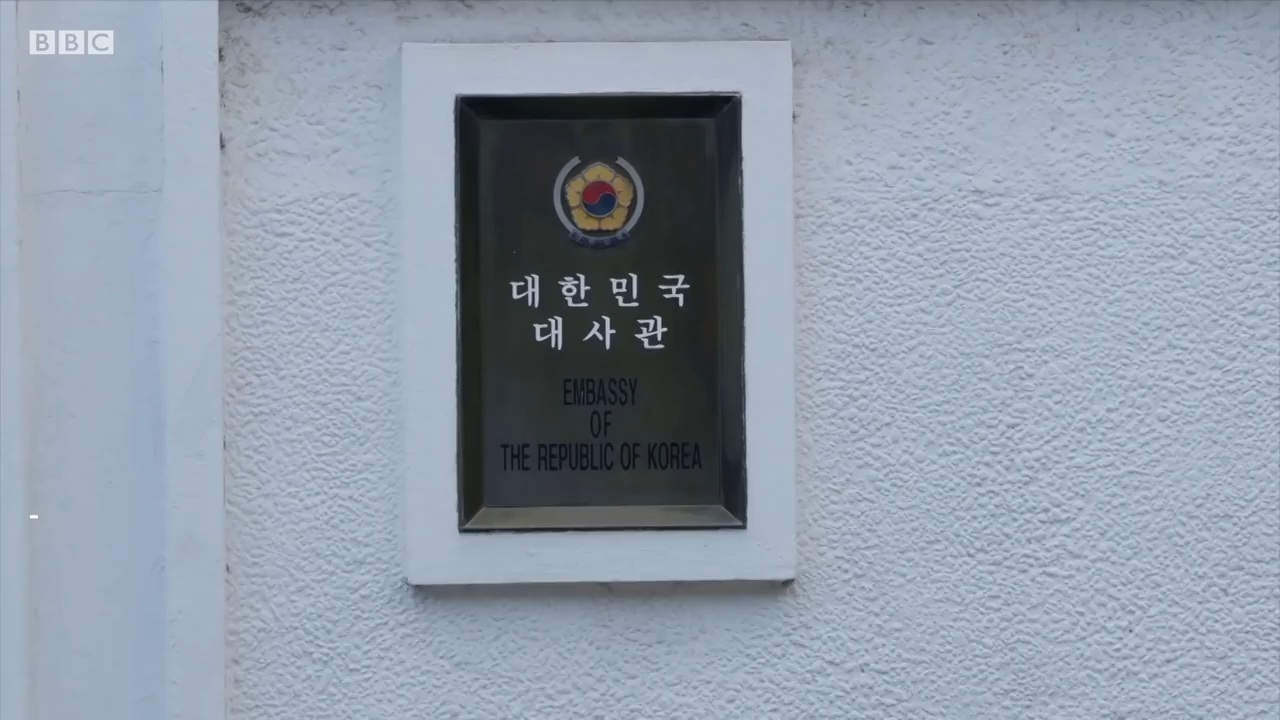 BBC
대한민국
대사관
EMBASSY
OF
THE REPUBLIC OF KOREA